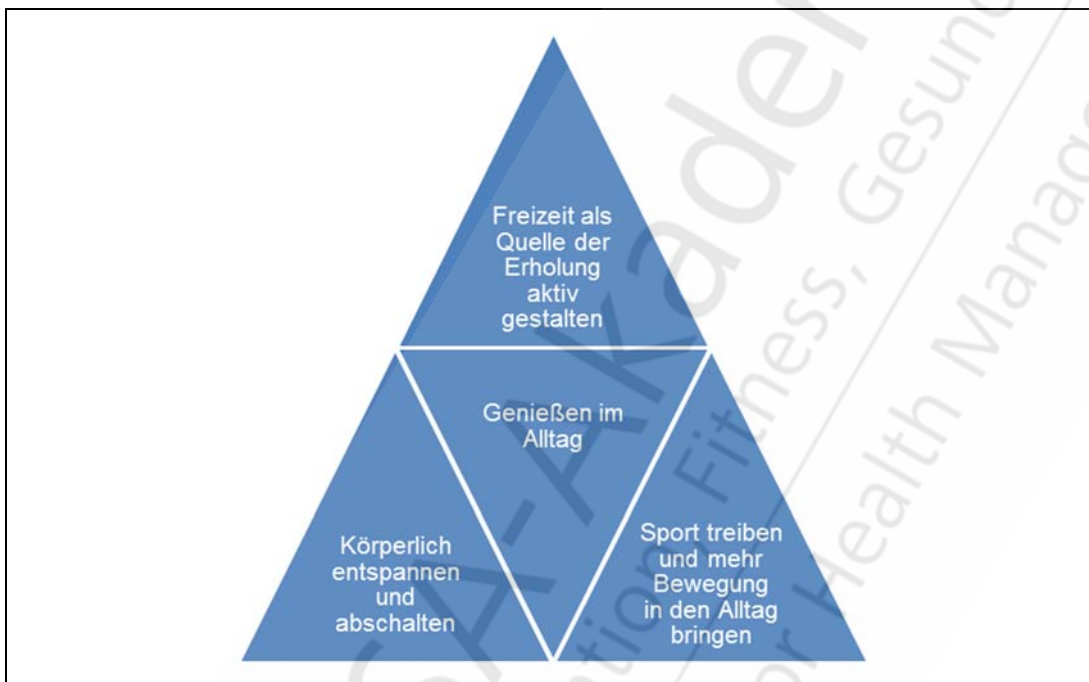 Freizeit als
Quelle der
Erholung
aktiv
gestalten
Genießen im
Alltag
Körperlich
entspannen
und
abschalten
Sport treiben
und mehr
Bewegung
in den Alltag
bringen